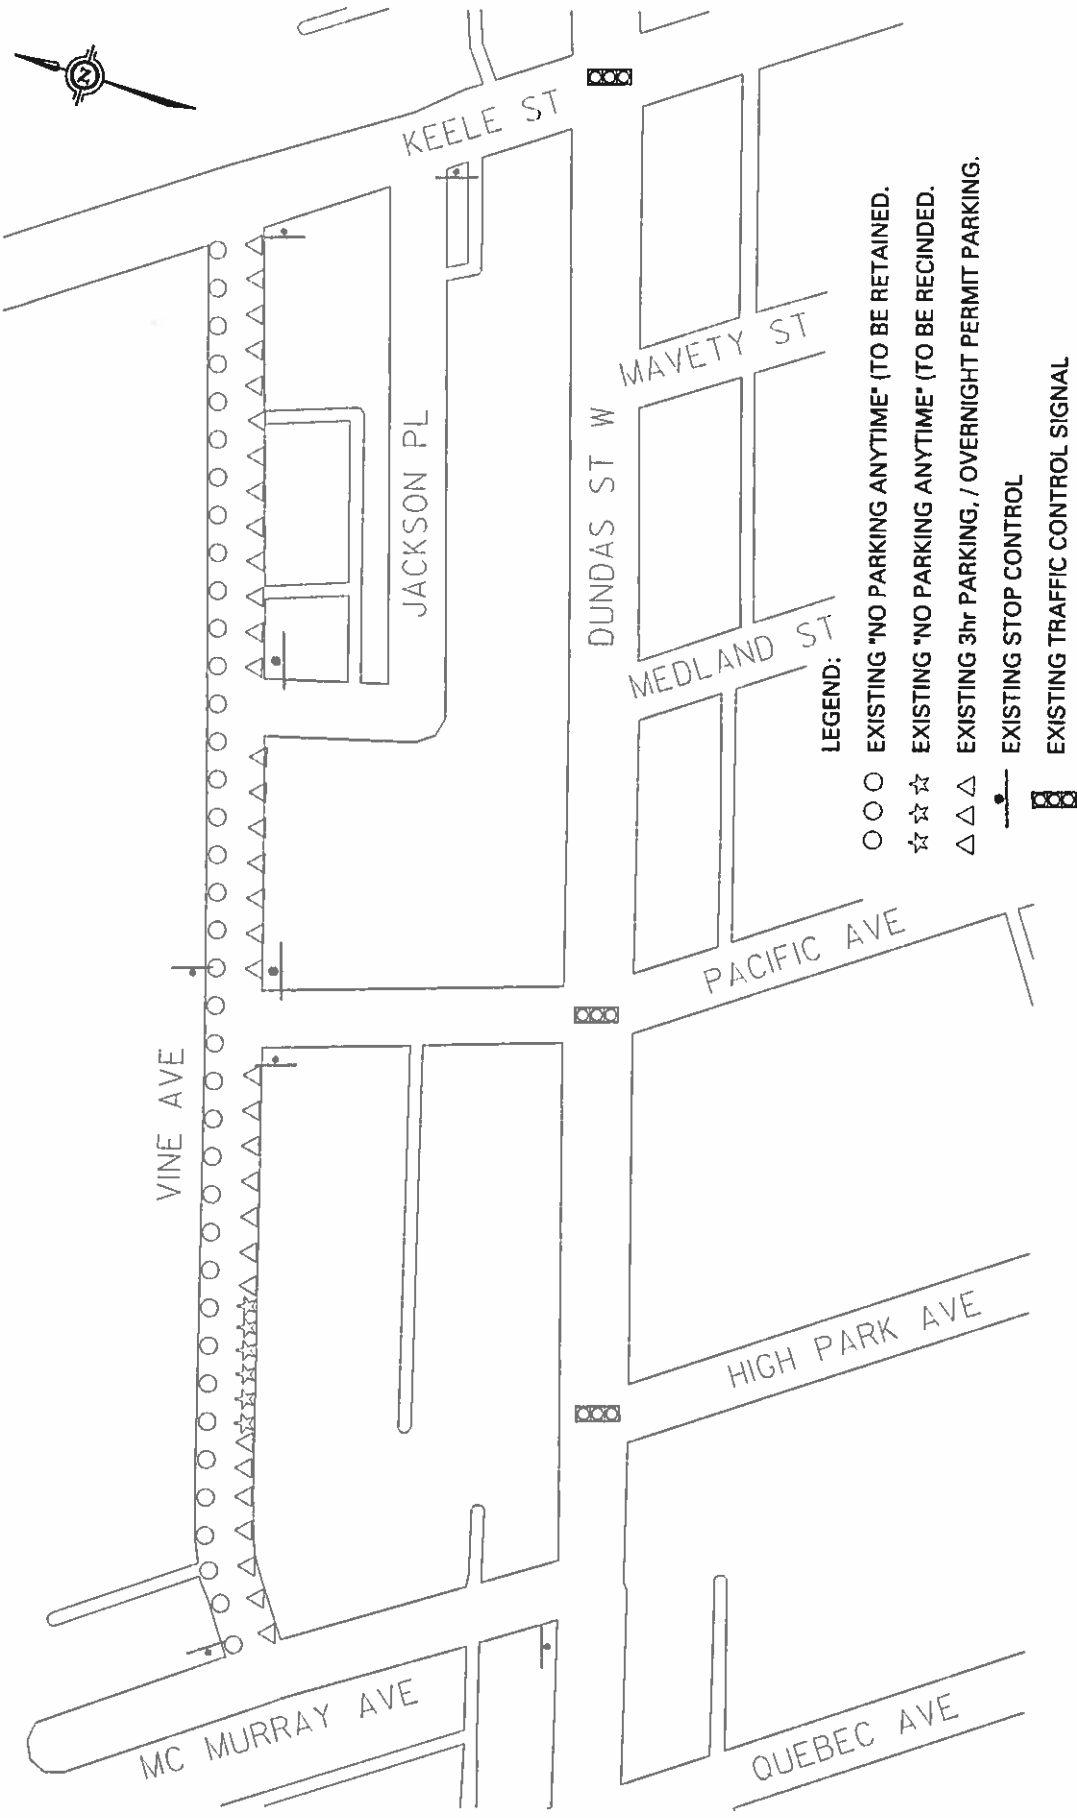 N
KEELE ST
VINE AVE
JACKSON PL
DUNDAS ST W
MAVETY ST
MEDLAND ST
PACIFIC AVE
HIGH PARK AVE
MC MURRAY AVE
QUEBEC AVE
LEGEND:
EXISTING "NO PARKING ANYTIME" (TO BE RETAINED.
EXISTING "NO PARKING ANYTIME" (TO BE RECINDED.
EXISTING 3hr PARKING, / OVERNIGHT PERMIT PARKING.
EXISTING STOP CONTROL
EXISTING TRAFFIC CONTROL SIGNAL